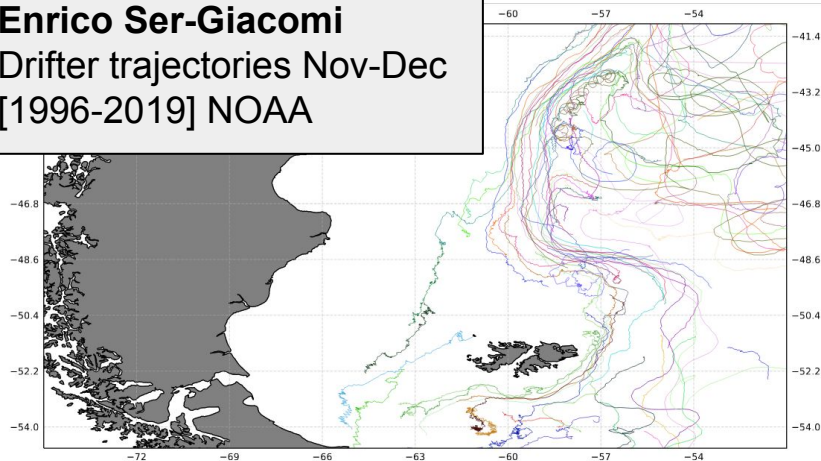 Enrico Ser-Giacomi
Drifter trajectories Nov-Dec
[1996-2019] NOAA
−60 −57 −54
−41.4
−43.2
−45.0
−46.8 −46.8
−48.6 −48.6
−50.4 −50.4
−52.2 −52.2
−54.0 −54.0
−72 −69 −66 −63 −60 −57 −54